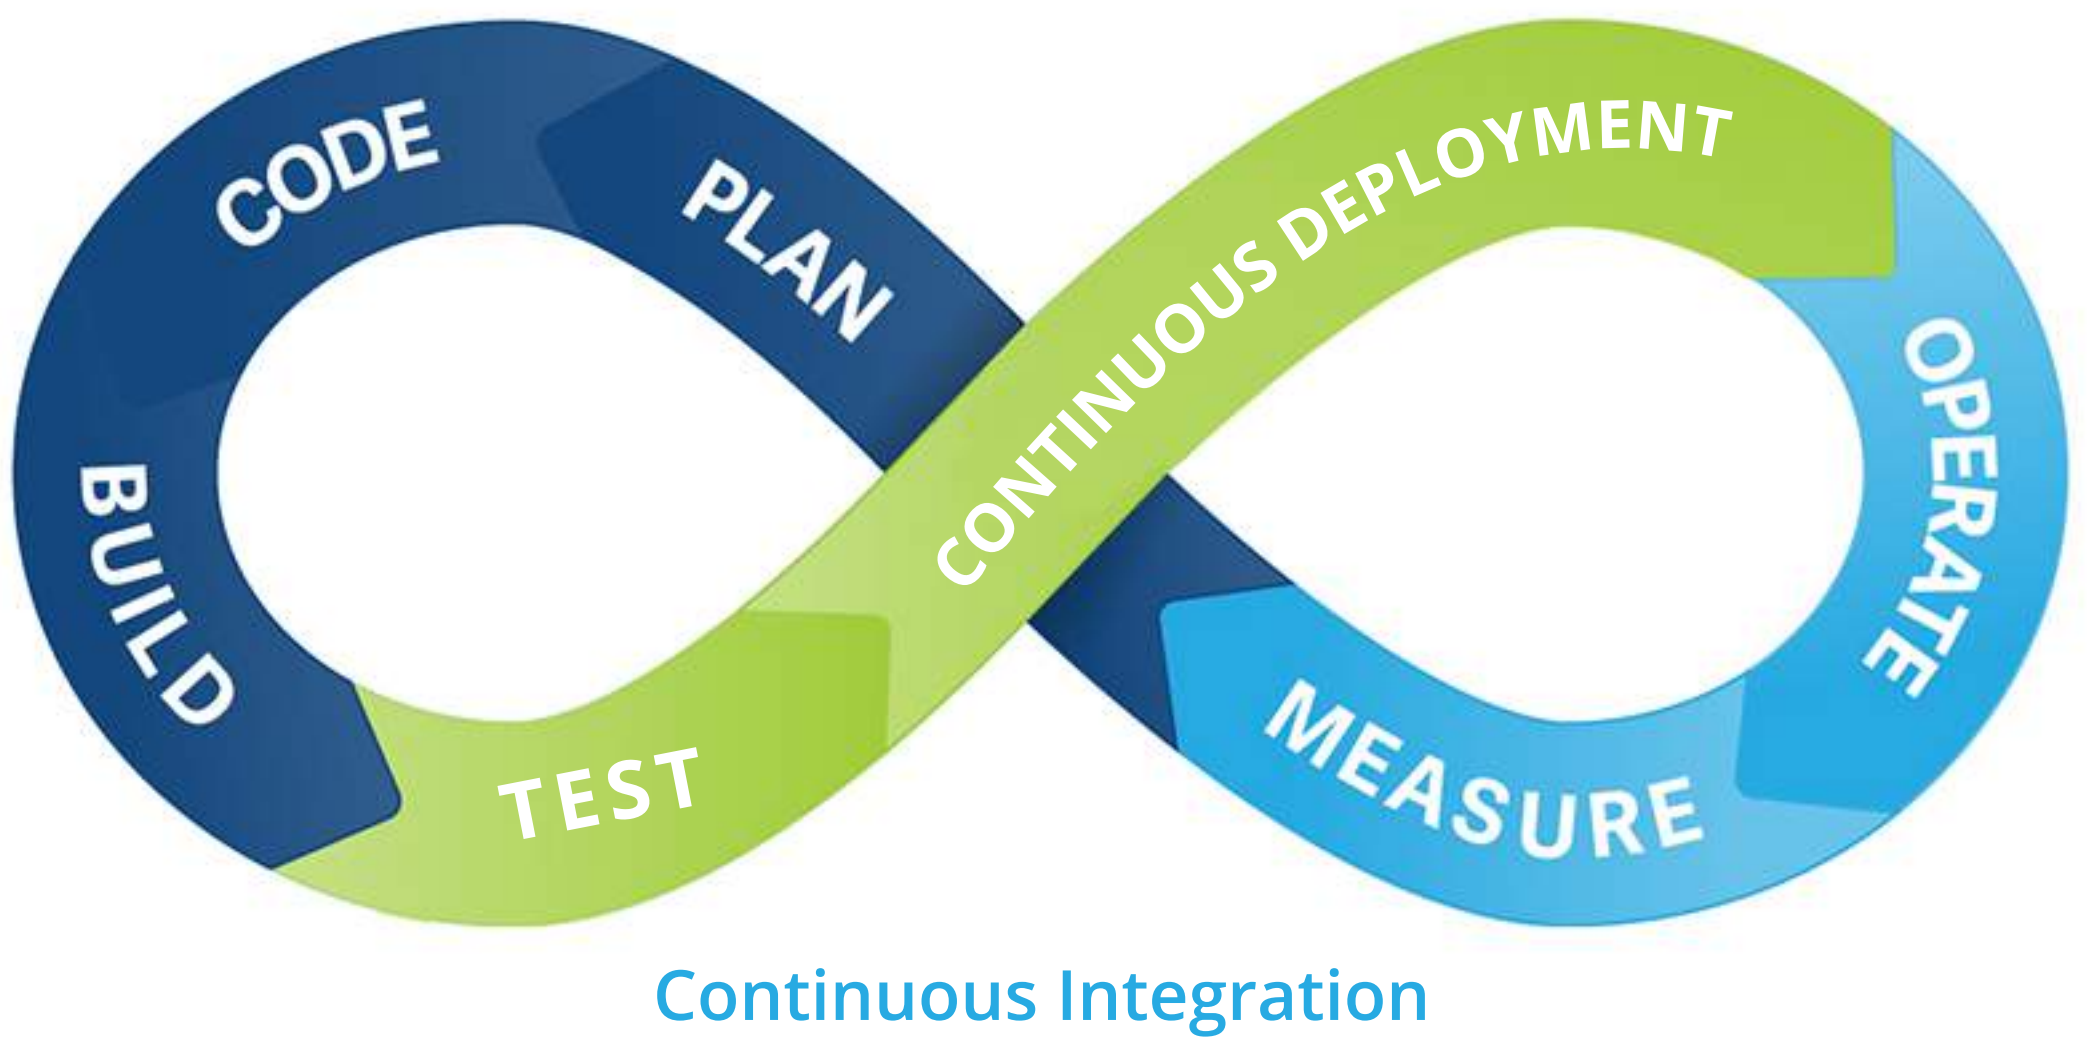 CODE
PLAN
BUILD
TEST
CONTINUOUS DEPLOYMENT
OPERATE
MEASURE
Continuous Integration